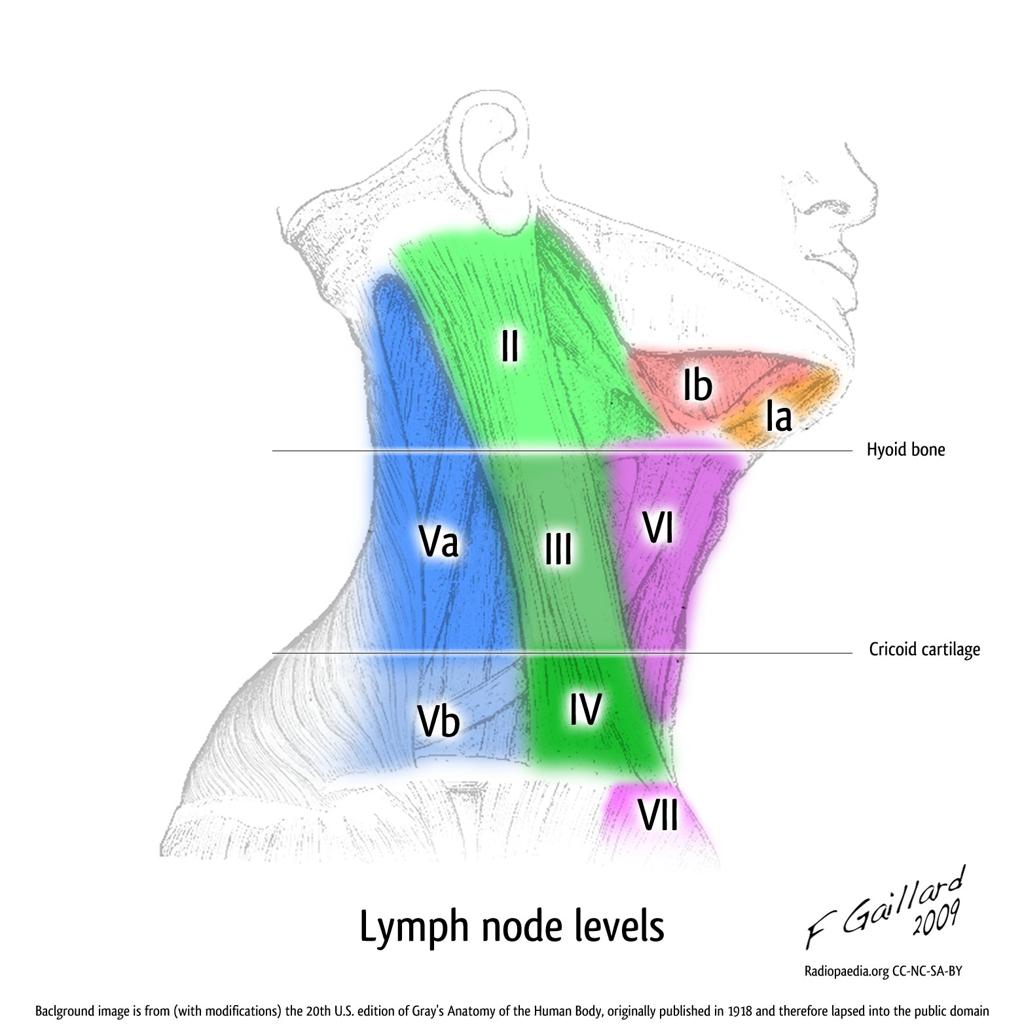 II
Ib
Ia
Hyoid bone
Va
III
VI
Cricoid cartilage
Vb
IV
VII
Lymph node levels
F Gaillard
2009
Radiopaedia.org CC-NC-SA-BY
Baclground image is from (with modifications) the 20th U.S. edition of Gray's Anatomy of the Human Body, originally published in 1918 and therefore lapsed into the public domain